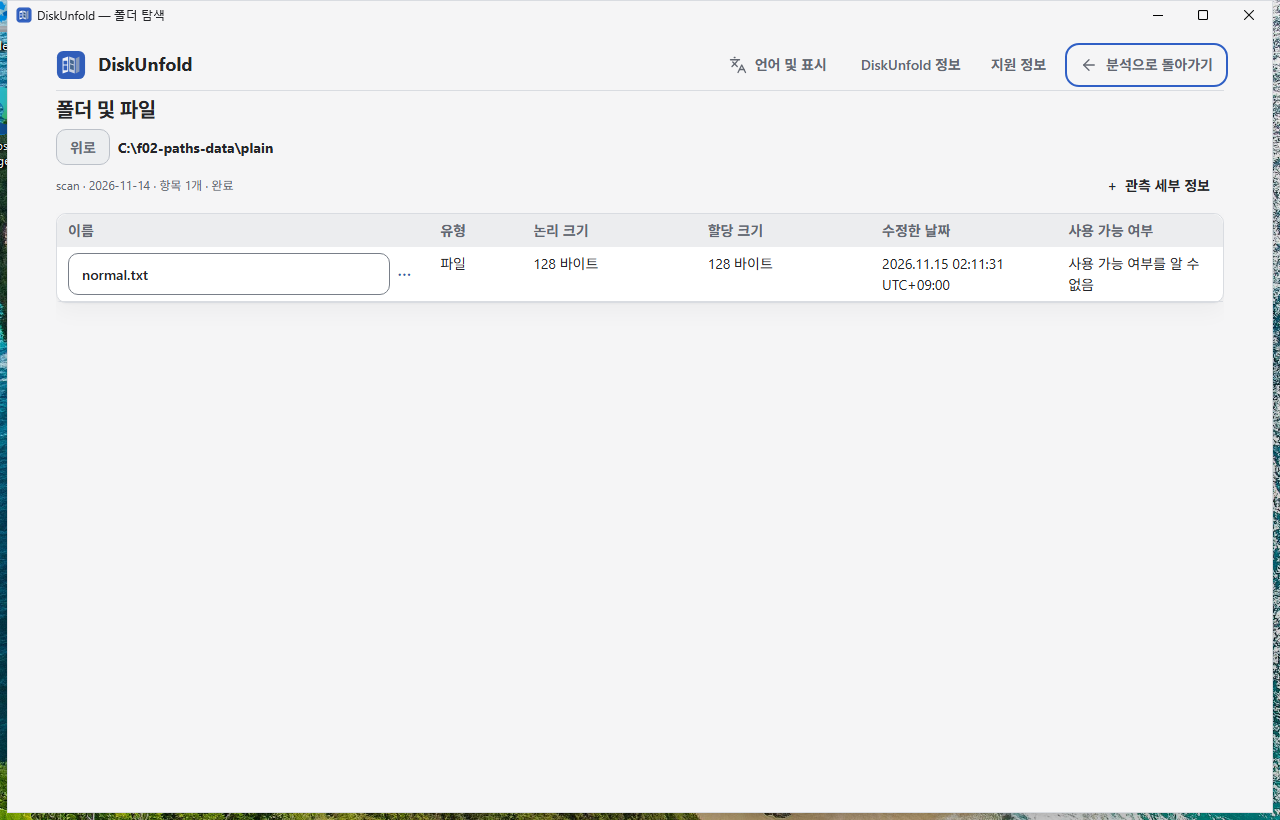 DiskUnfold — 폴더 탐색
DiskUnfold
언어 및 표시
DiskUnfold 정보
지원 정보
← 분석으로 돌아가기
폴더 및 파일
위로
C:\f02-paths-data\plain
scan · 2026-11-14 · 항목 1개 · 완료
+ 관측 세부 정보
이름 유형 논리 크기 할당 크기 수정한 날짜 사용 가능 여부
normal.txt ... 파일 128 바이트 128 바이트 2026.11.15 02:11:31 사용 가능 여부를 알 수
UTC+09:00 없음